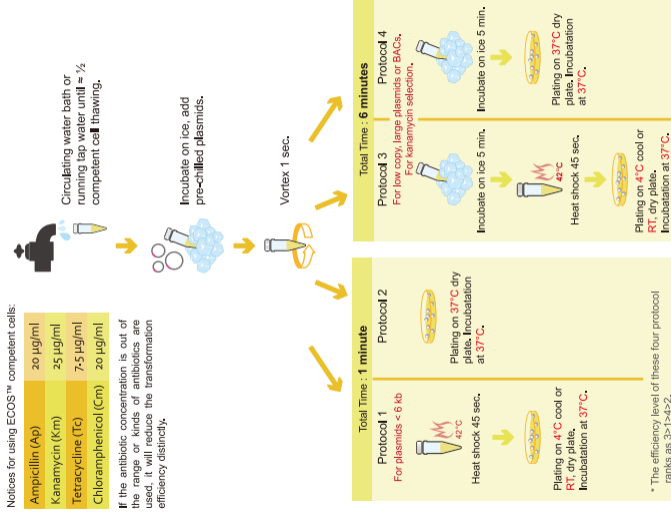 Notices for using ECOS™ competent cells:
Ampicillin (Ap) 20 µg/ml
Kanamycin (Km) 25 µg/ml
Tetracycline (Tc) 7-5 µg/ml
Chloramphenicol (Cm) 20 µg/ml
If the antibiotic concentration is out of
the range or kinds of antibiotics are
used, it will reduce the transformation
efficiency distinctly.
Circulating water bath or
running tap water until ≈ ½
competent cell thawing.
Incubate on ice, add
pre-chilled plasmids.
Vortex 1 sec.
Total Time : 1 minute
Protocol 1
For plasmids < 6 kb
42°C
Heat shock 45 sec.
Plating on 4°C cool or
RT, dry plate.
Incubatation at 37°C.
Protocol 2
Plating on 37°C dry
plate. Incubatation
at 37°C.
* The efficiency level of these four protocol
ranks as 3>1>4>2.
Total Time : 6 minutes
Protocol 3
Protocol 4
For low copy, large plasmids or BACs.
For kanamycin selection.
Incubate on ice 5 min.
42°C
Heat shock 45 sec.
Plating on 4°C cool or
RT, dry plate.
Incubatation at 37°C.
Incubate on ice 5 min.
Plating on 37°C dry
plate. Incubatation
at 37°C.